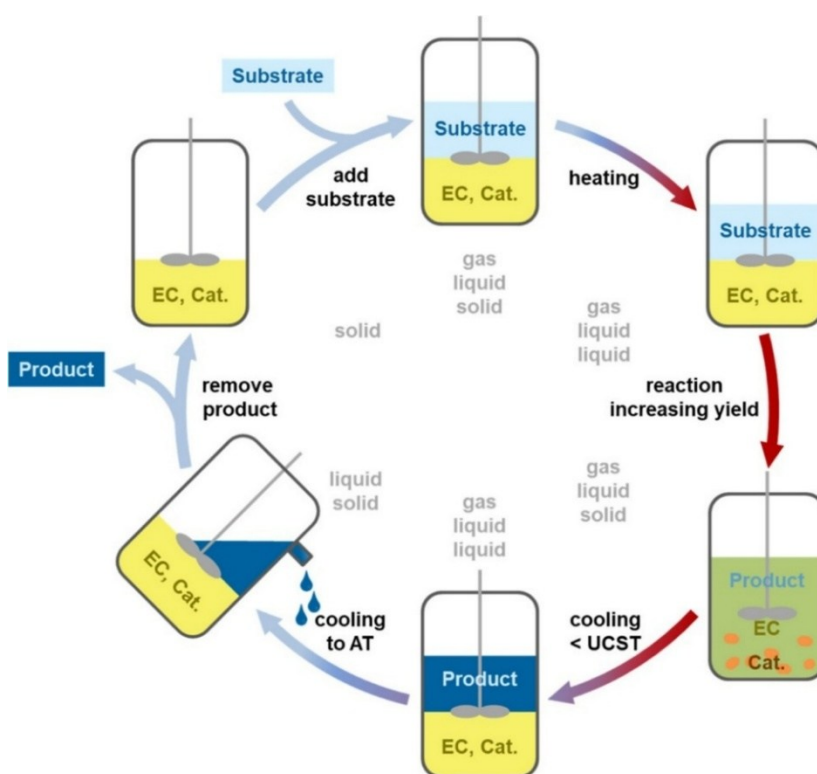 Substrate
add
substrate
Substrate
EC, Cat.
heating
Substrate
EC, Cat.
EC, Cat.
gas
liquid
solid
solid
gas
liquid
liquid
Product
remove
product
reaction
increasing yield
liquid
solid
gas
liquid
liquid
gas
liquid
solid
EC, Cat.
cooling
to AT
Product
EC, Cat.
cooling
< UCST
Product
EC
Cat.